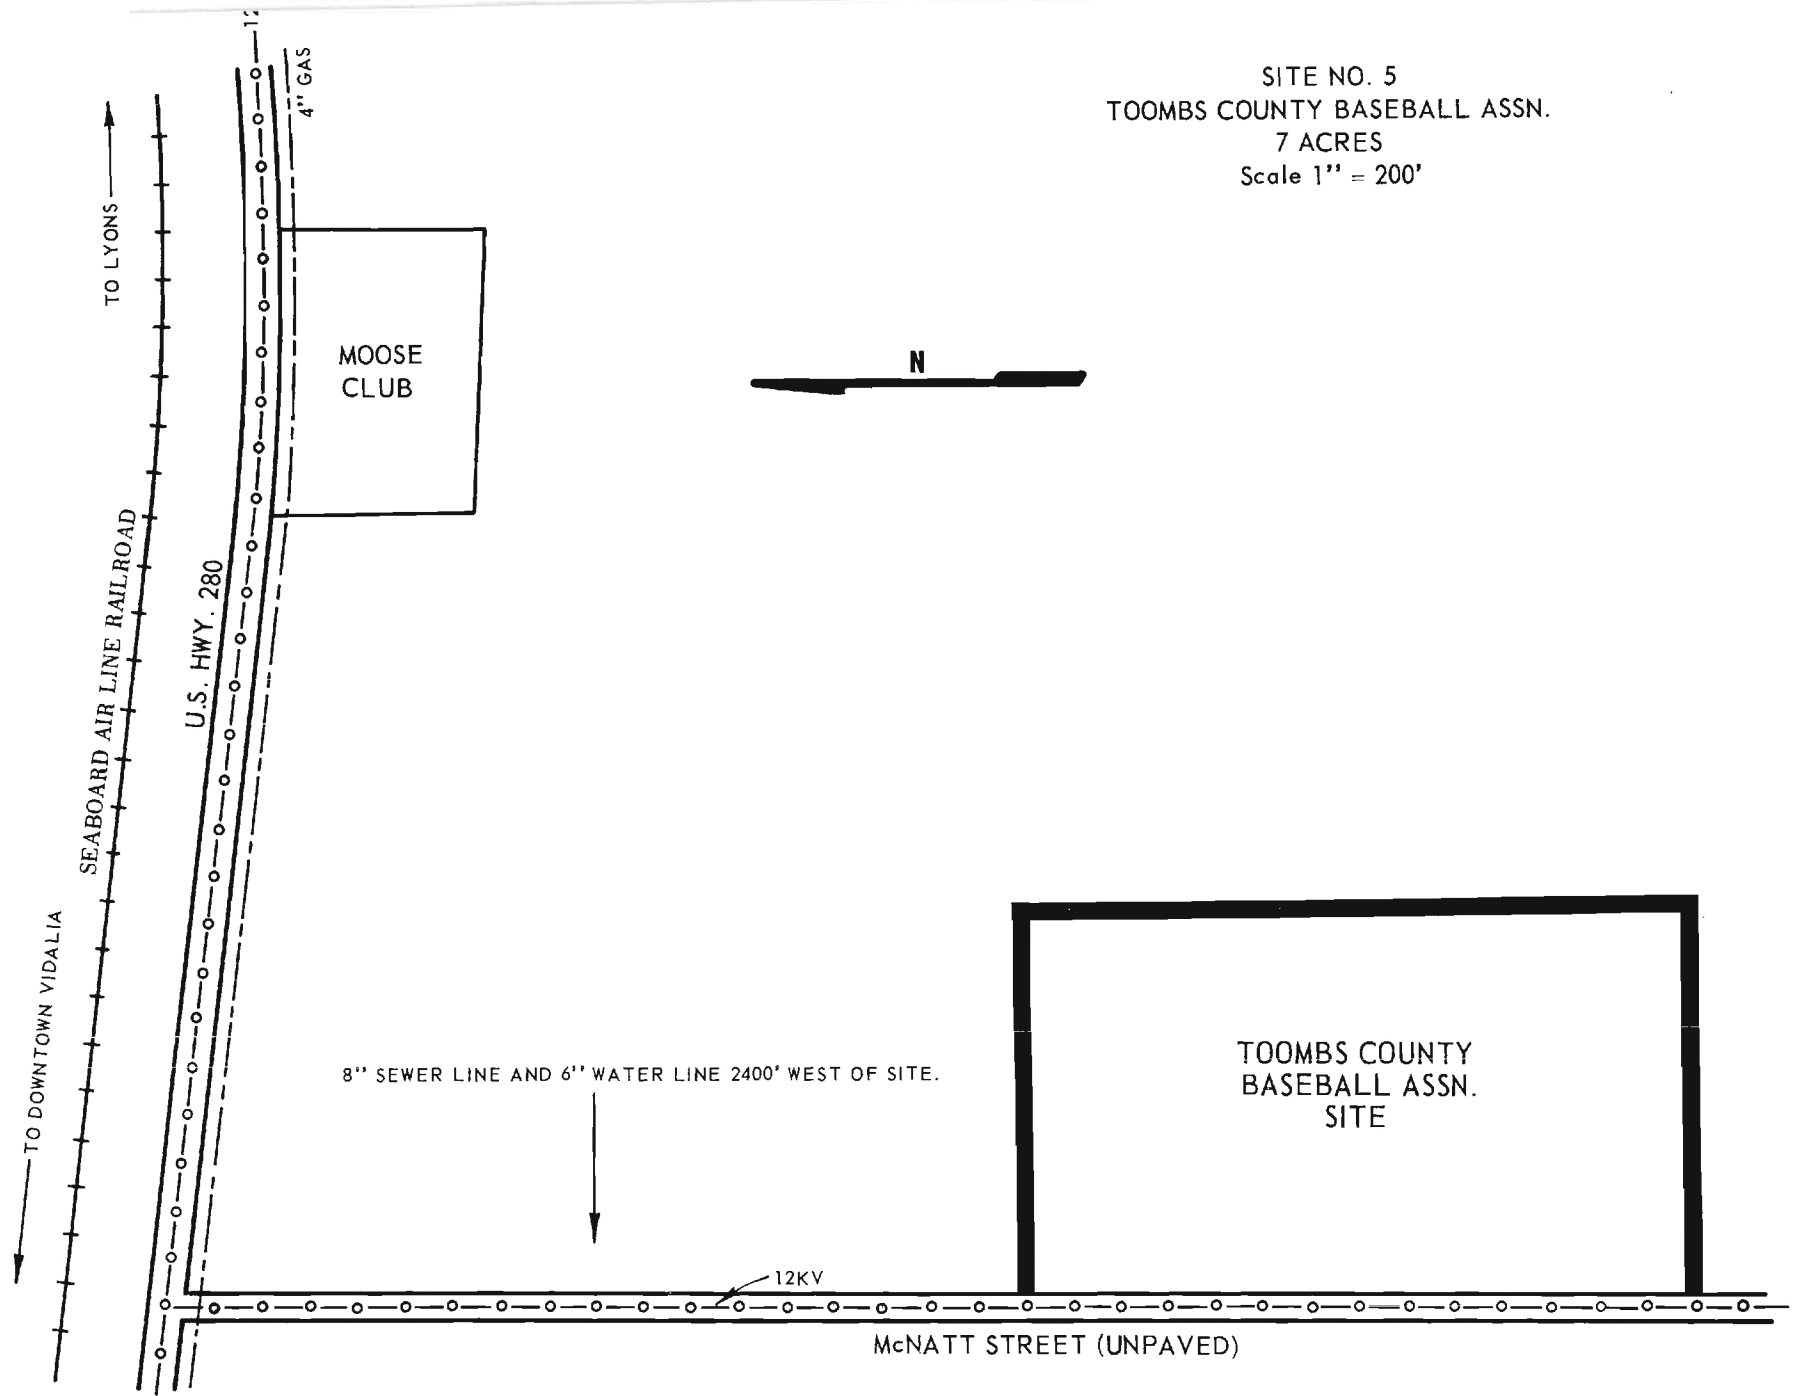 SITE NO. 5
TOOMBS COUNTY BASEBALL ASSN.
7 ACRES
Scale 1'' = 200'
12
4'' GAS
TO LYONS
MOOSE
CLUB
N
U.S. HWY. 280
SEABOARD AIR LINE RAILROAD
TO DOWNTOWN VIDALIA
8'' SEWER LINE AND 6'' WATER LINE 2400' WEST OF SITE.
TOOMBS COUNTY
BASEBALL ASSN.
SITE
12KV
McNATT STREET (UNPAVED)